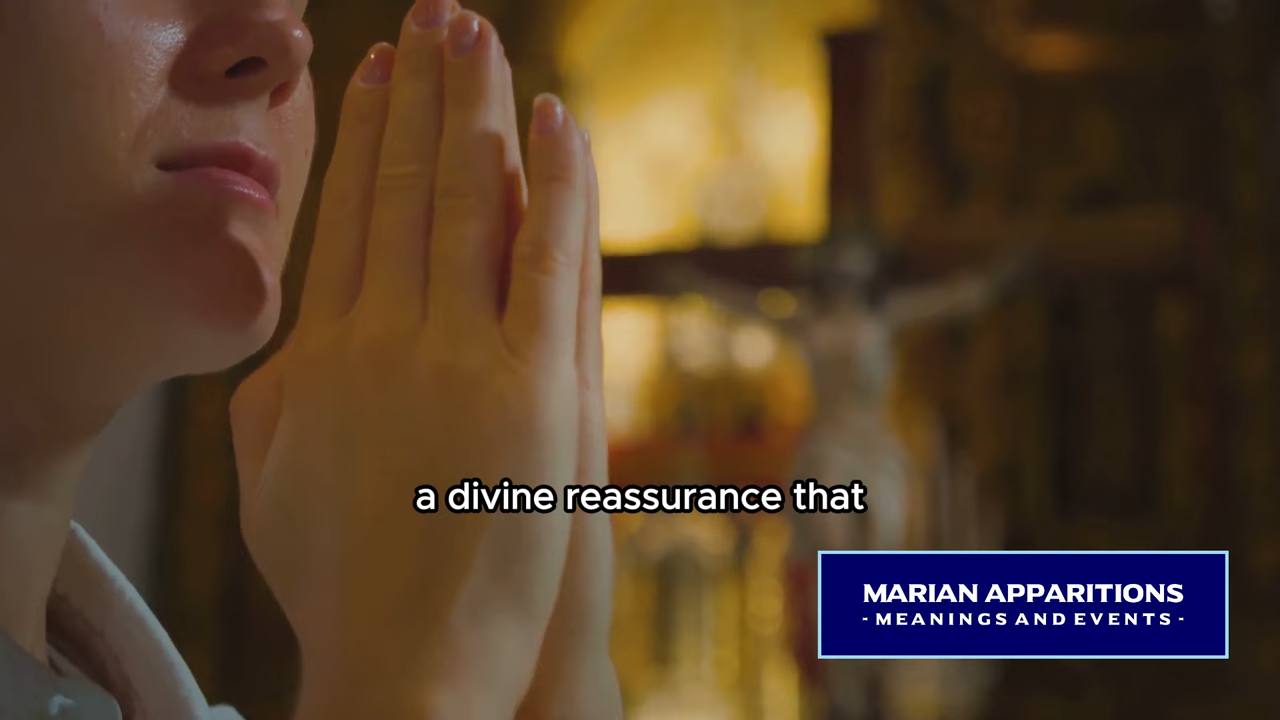 a divine reassurance that
MARIAN APPARITIONS
- MEANINGS AND EVENTS -